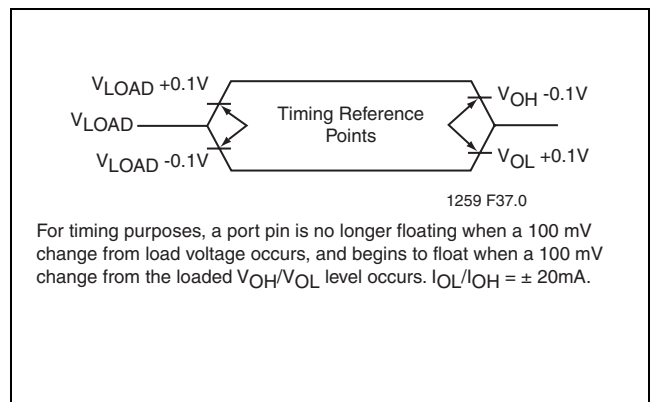 VLOAD +0.1V
VLOAD
VLOAD -0.1V
Timing Reference
Points
VOH -0.1V
VOL +0.1V
1259 F37.0
For timing purposes, a port pin is no longer floating when a 100 mV
change from load voltage occurs, and begins to float when a 100 mV
change from the loaded VOH/VOL level occurs. IOL/IOH = ± 20mA.